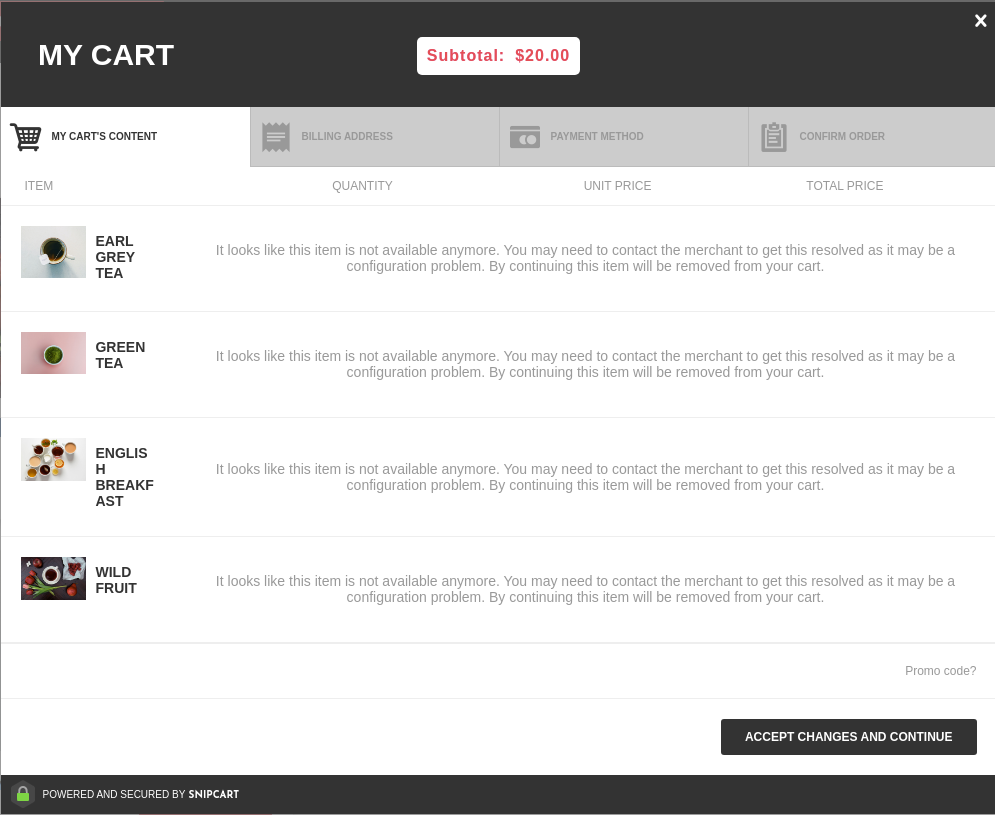 MY CART
Subtotal: $20.00
MY CART'S CONTENT
BILLING ADDRESS
PAYMENT METHOD
CONFIRM ORDER
ITEM
QUANTITY
UNIT PRICE
TOTAL PRICE
EARL
GREY
TEA
It looks like this item is not available anymore. You may need to contact the merchant to get this resolved as it may be a
configuration problem. By continuing this item will be removed from your cart.
GREEN
TEA
It looks like this item is not available anymore. You may need to contact the merchant to get this resolved as it may be a
configuration problem. By continuing this item will be removed from your cart.
ENGLIS
H
BREAKF
AST
It looks like this item is not available anymore. You may need to contact the merchant to get this resolved as it may be a
configuration problem. By continuing this item will be removed from your cart.
WILD
FRUIT
It looks like this item is not available anymore. You may need to contact the merchant to get this resolved as it may be a
configuration problem. By continuing this item will be removed from your cart.
Promo code?
ACCEPT CHANGES AND CONTINUE
POWERED AND SECURED BY SNIPCART